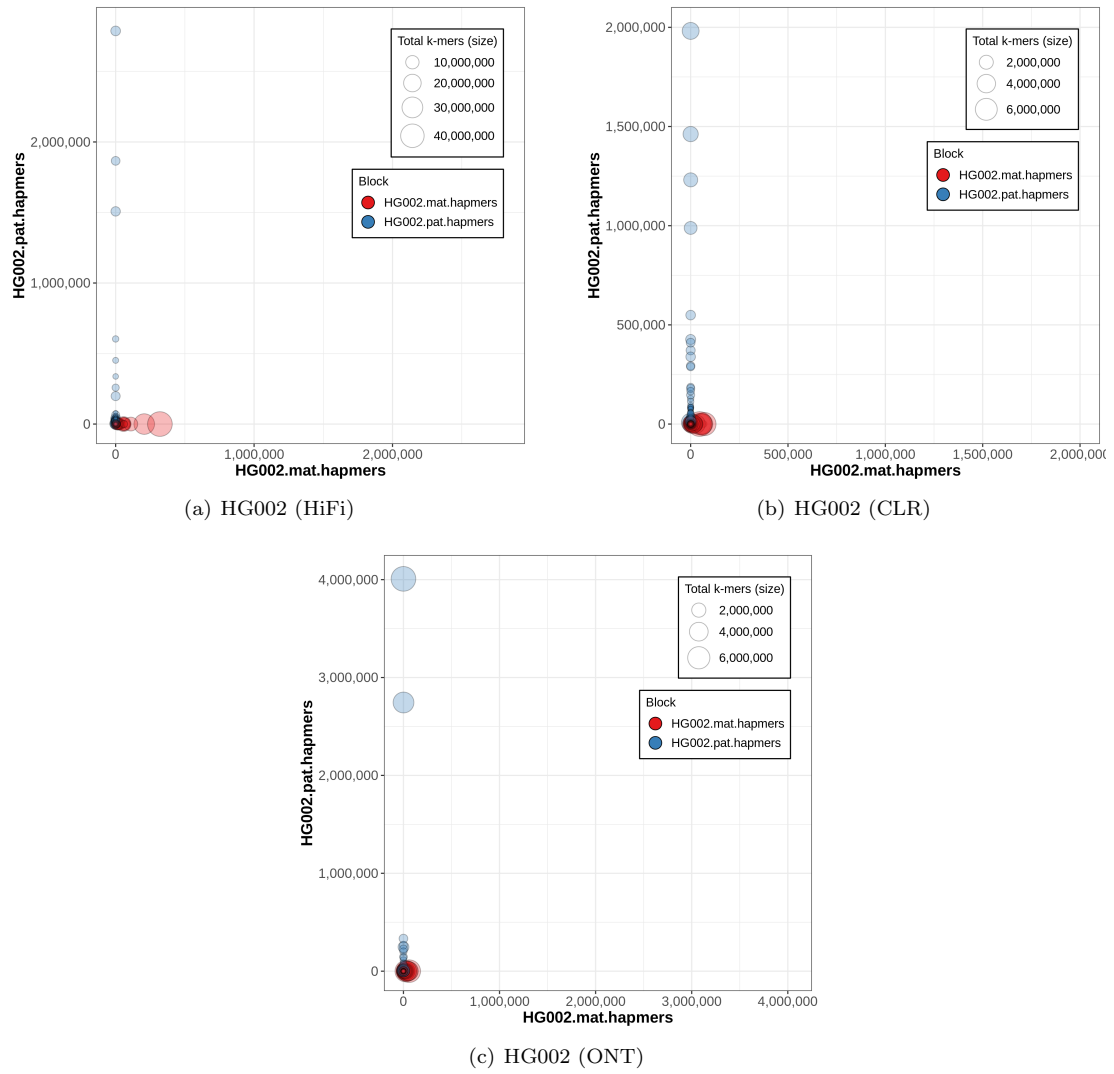 Total k-mers (size)
10,000,000
20,000,000
30,000,000
40,000,000
Block
HG002.mat.hapmers
HG002.pat.hapmers
HG002.pat.hapmers
2,000,000
1,000,000
0
0 1,000,000 2,000,000
HG002.mat.hapmers
(a) HG002 (HiFi)
Total k-mers (size)
2,000,000
4,000,000
6,000,000
Block
HG002.mat.hapmers
HG002.pat.hapmers
HG002.pat.hapmers
2,000,000
1,500,000
1,000,000
500,000
0
0 500,000 1,000,000 1,500,000 2,000,0
HG002.mat.hapmers
(b) HG002 (CLR)
Total k-mers (size)
2,000,000
4,000,000
6,000,000
Block
HG002.mat.hapmers
HG002.pat.hapmers
HG002.pat.hapmers
4,000,000
3,000,000
2,000,000
1,000,000
0
0 1,000,000 2,000,000 3,000,000 4,000,000
HG002.mat.hapmers
(c) HG002 (ONT)